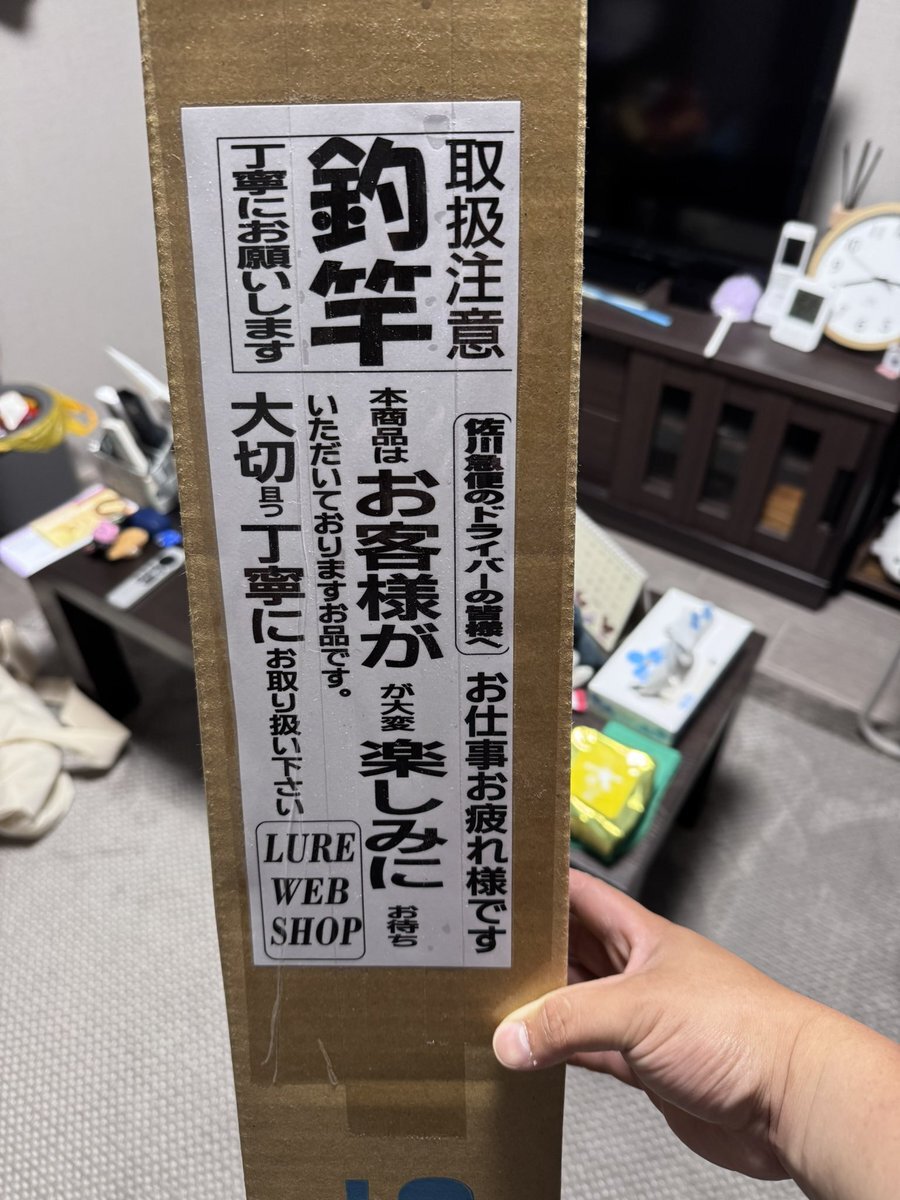 取扱注意
釣竿
丁寧にお願いします
佐川急便のドライバーの皆様へ
お仕事お疲れ様です
本商品はお客様がが大変楽しみにお待ち
いただいておりますお品です。
大切且つ丁寧にお取り扱い下さい
LURE
WEB
SHOP